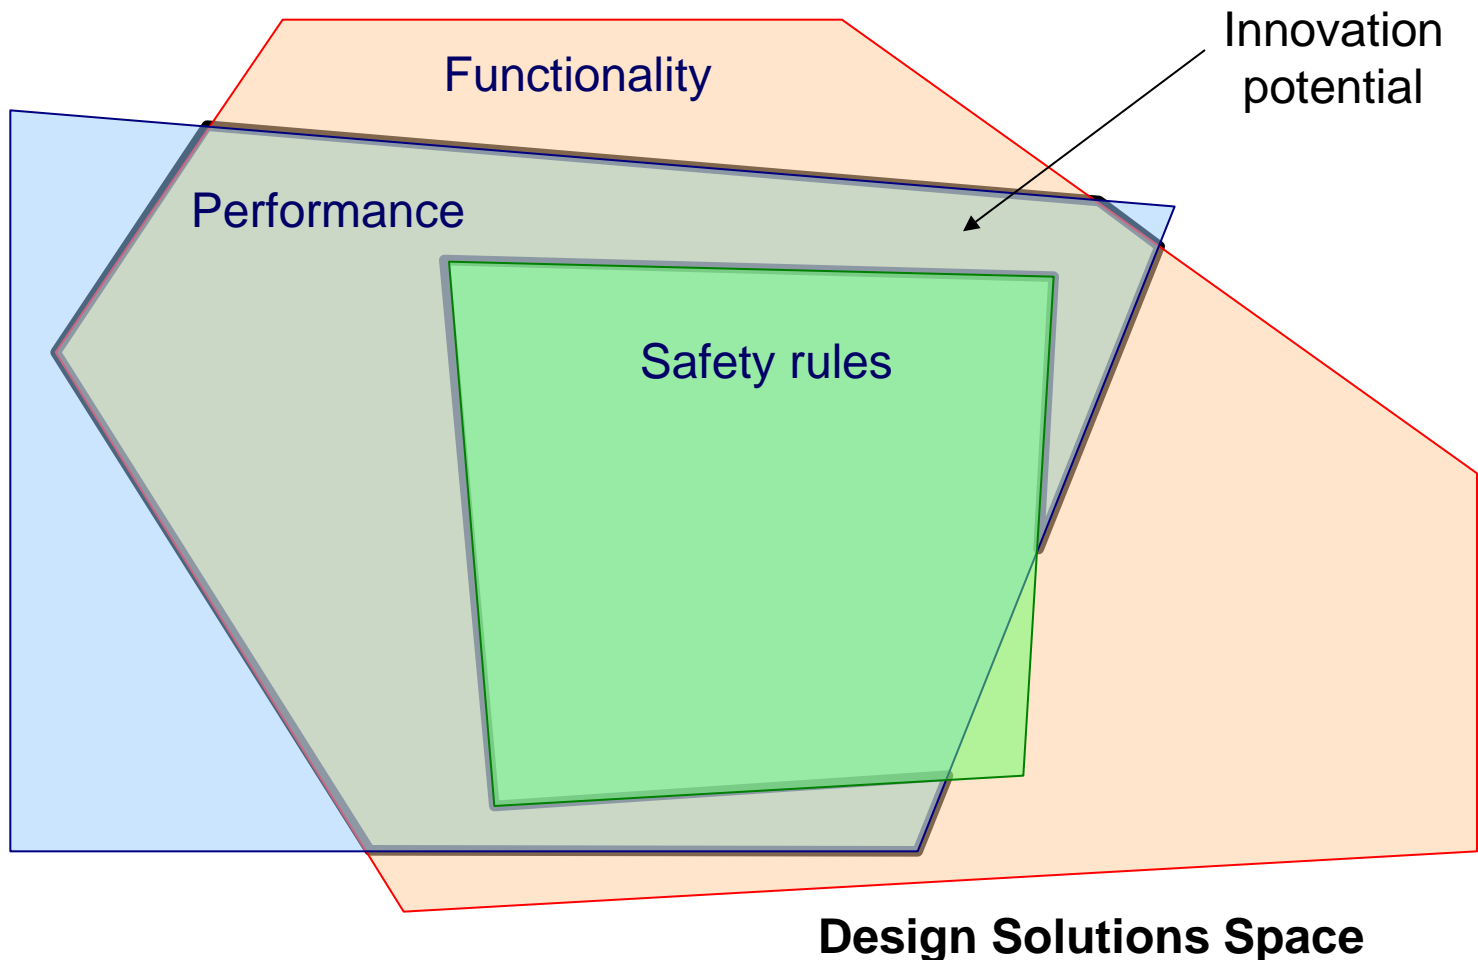 Innovation
potential
Functionality
Performance
Safety rules
Design Solutions Space